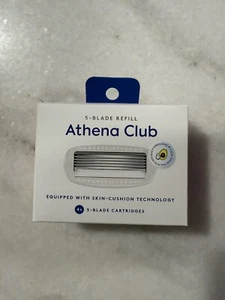 5-BLADE REFILL
Athena Club
EQUIPPED WITH SKIN-CUSHION TECHNOLOGY
4x 5-BLADE CARTRIDGES